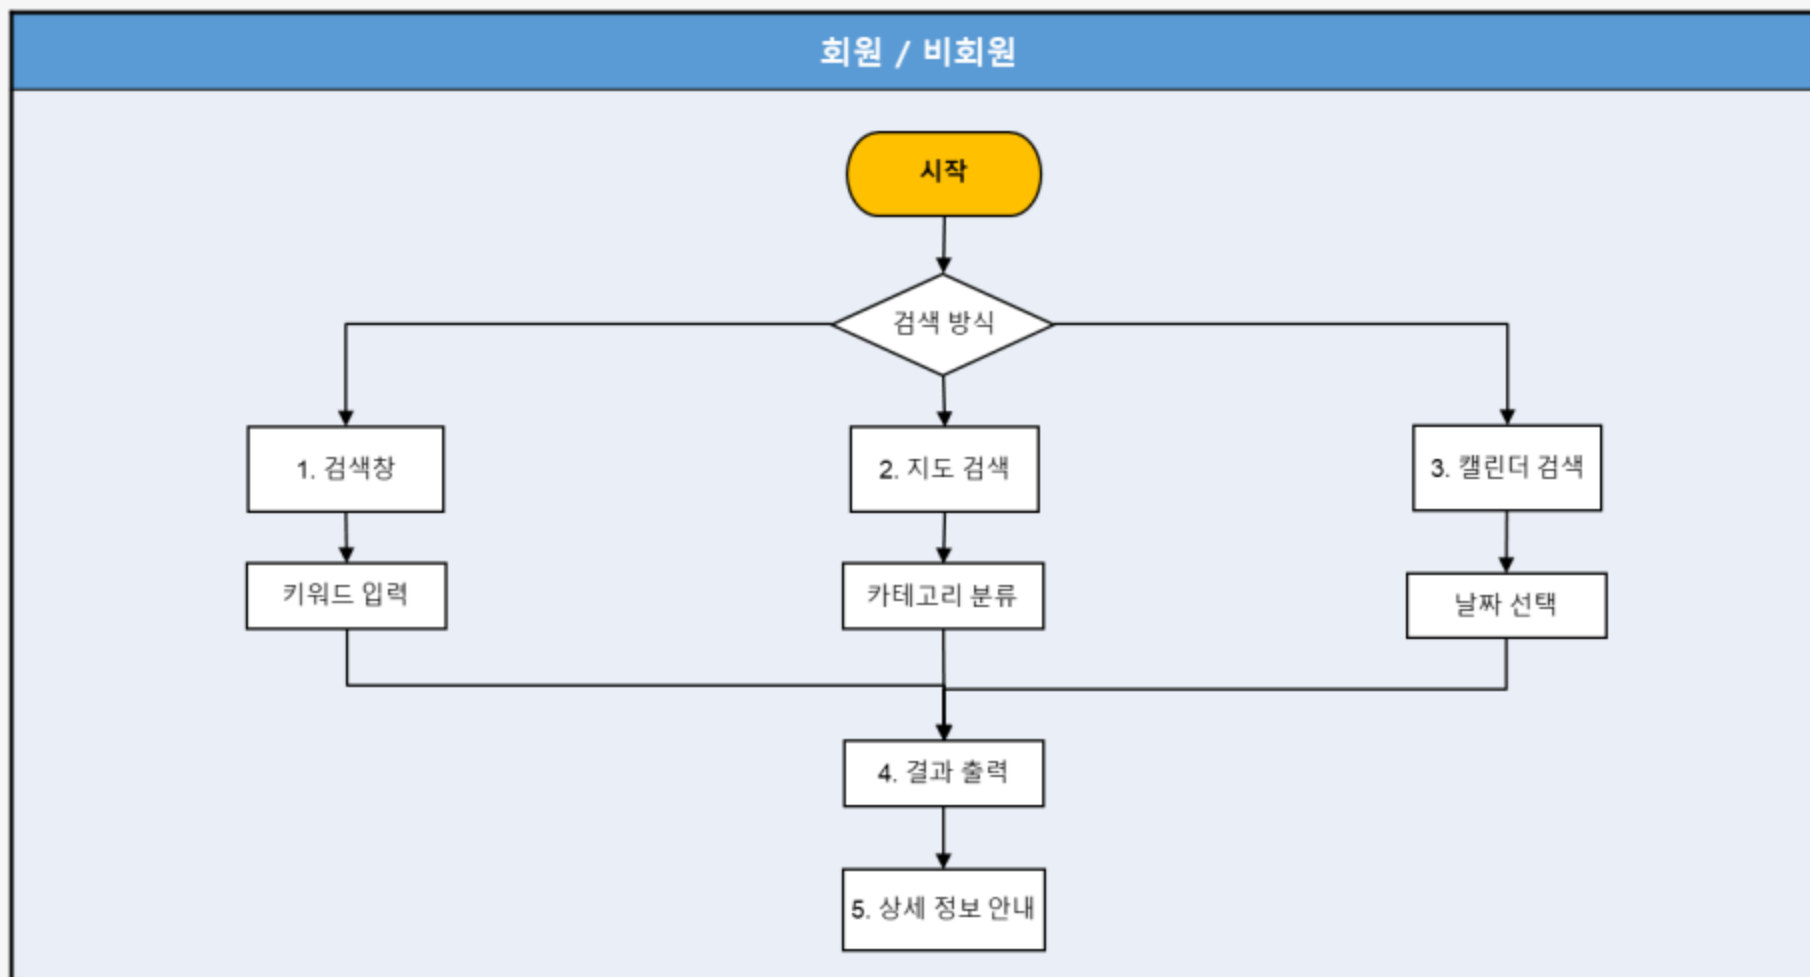 회원 / 비회원
시작
검색 방식
1. 검색창
2. 지도 검색
3. 캘린더 검색
키워드 입력
카테고리 분류
날짜 선택
4. 결과 출력
5. 상세 정보 안내